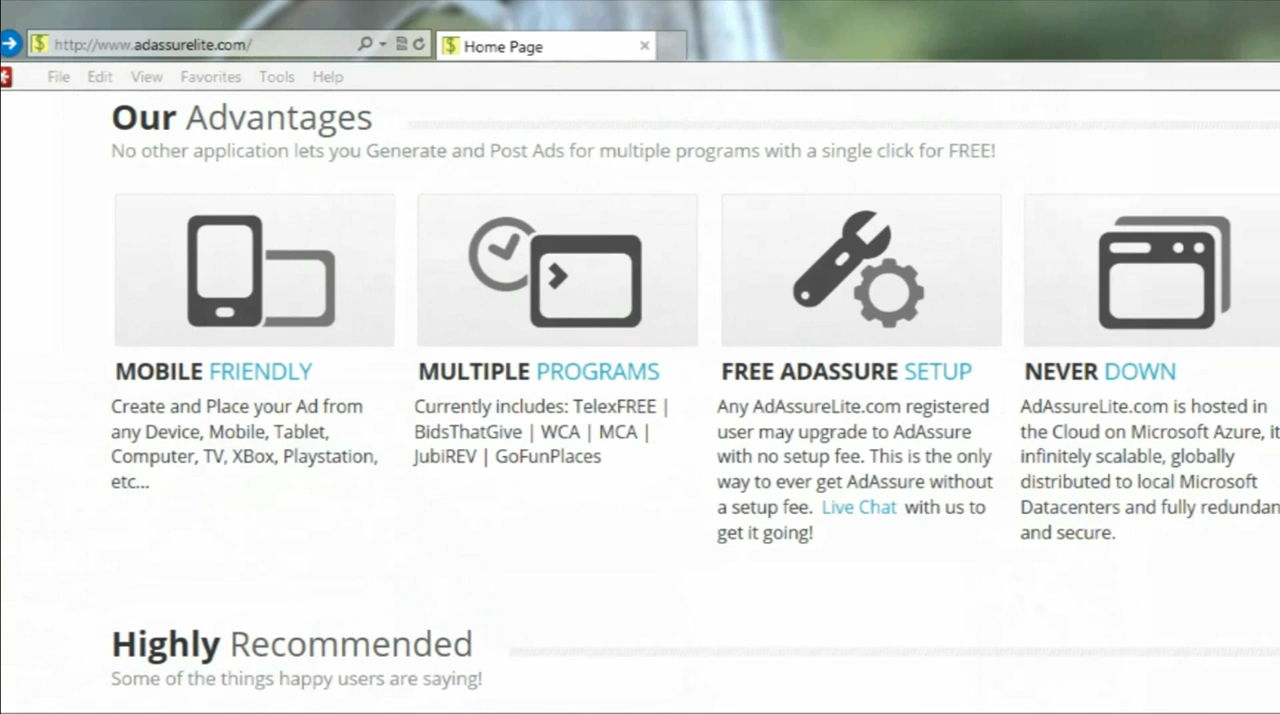 http://www.adassurelite.com/
Home Page
File Edit View Favorites Tools Help
Our Advantages
No other application lets you Generate and Post Ads for multiple programs with a single click for FREE!
MOBILE FRIENDLY
Create and Place your Ad from
any Device, Mobile, Tablet,
Computer, TV, XBox, Playstation,
etc...
MULTIPLE PROGRAMS
Currently includes: TelexFREE |
BidsThatGive | WCA | MCA |
JubiREV | GoFunPlaces
FREE ADASSURE SETUP
Any AdAssureLite.com registered
user may upgrade to AdAssure
with no setup fee. This is the only
way to ever get AdAssure without
a setup fee. Live Chat with us to
get it going!
NEVER DOWN
AdAssureLite.com is hosted in
the Cloud on Microsoft Azure, it
infinitely scalable, globally
distributed to local Microsoft
Datacenters and fully redundan
and secure.
Highly Recommended
Some of the things happy users are saying!